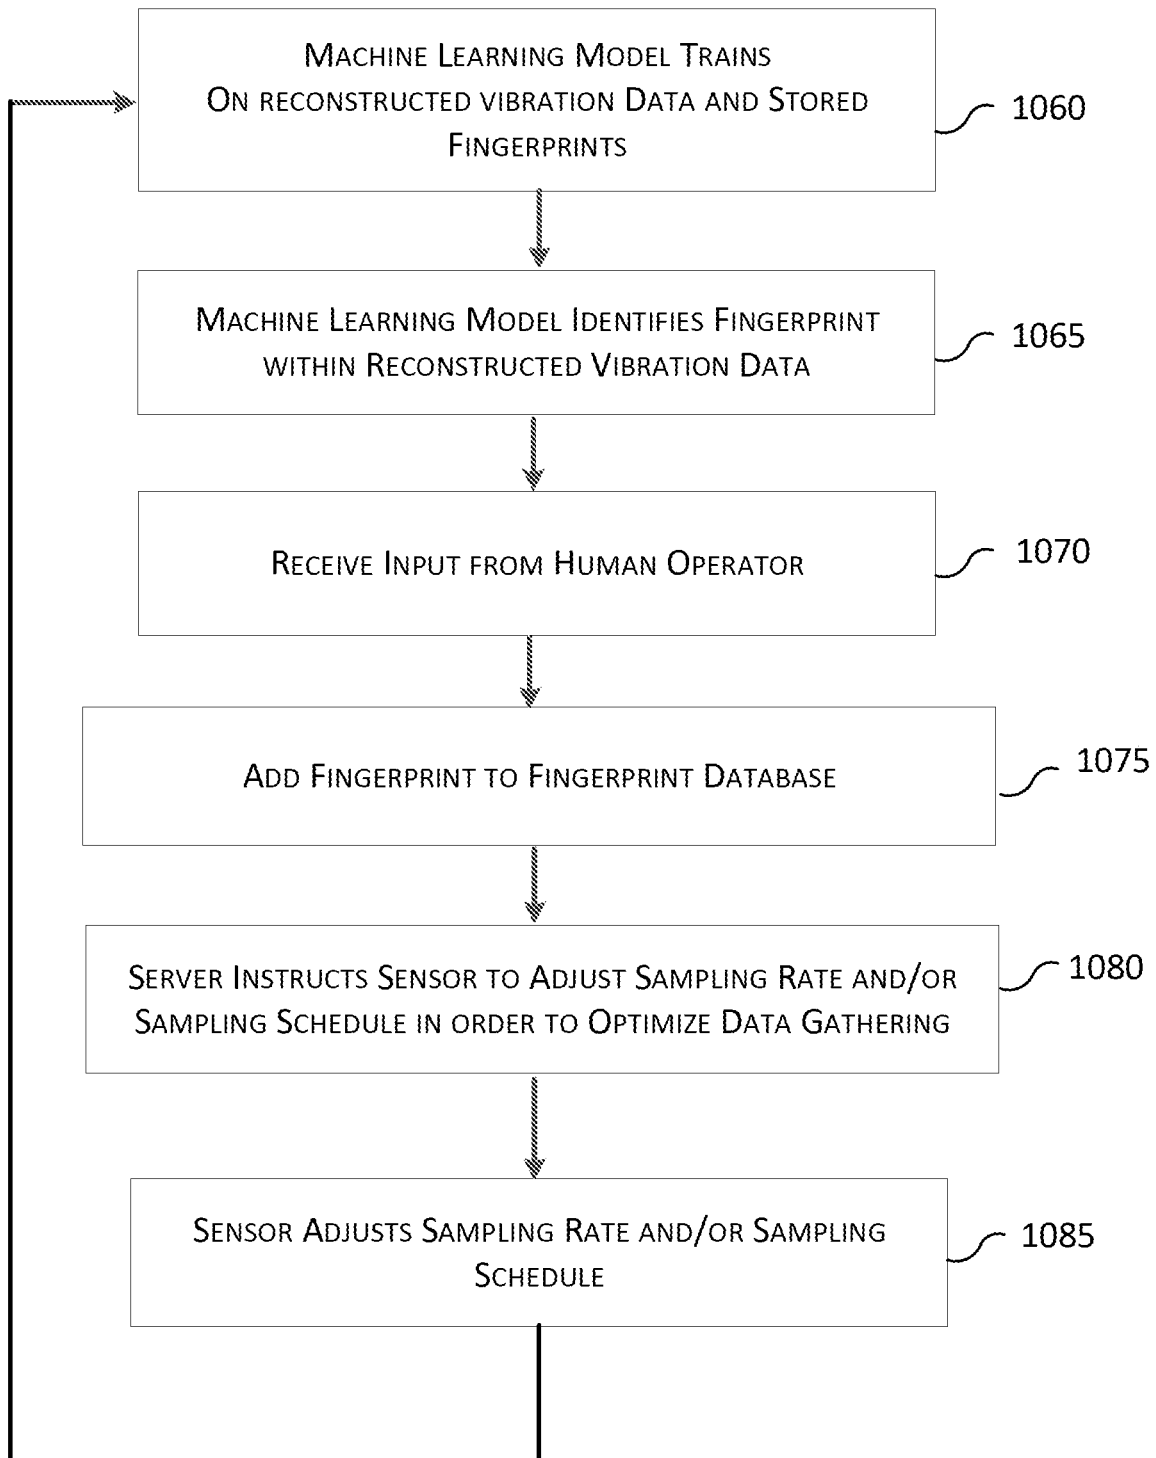 MACHINE LEARNING MODEL TRAINS
ON RECONSTRUCTED VIBRATION DATA AND STORED
FINGERPRINTS
1060
MACHINE LEARNING MODEL IDENTIFIES FINGERPRINT
WITHIN RECONSTRUCTED VIBRATION DATA
1065
RECEIVE INPUT FROM HUMAN OPERATOR
1070
ADD FINGERPRINT TO FINGERPRINT DATABASE
1075
SERVER INSTRUCTS SENSOR TO ADJUST SAMPLING RATE AND/OR
SAMPLING SCHEDULE IN ORDER TO OPTIMIZE DATA GATHERING
1080
SENSOR ADJUSTS SAMPLING RATE AND/OR SAMPLING
SCHEDULE
1085